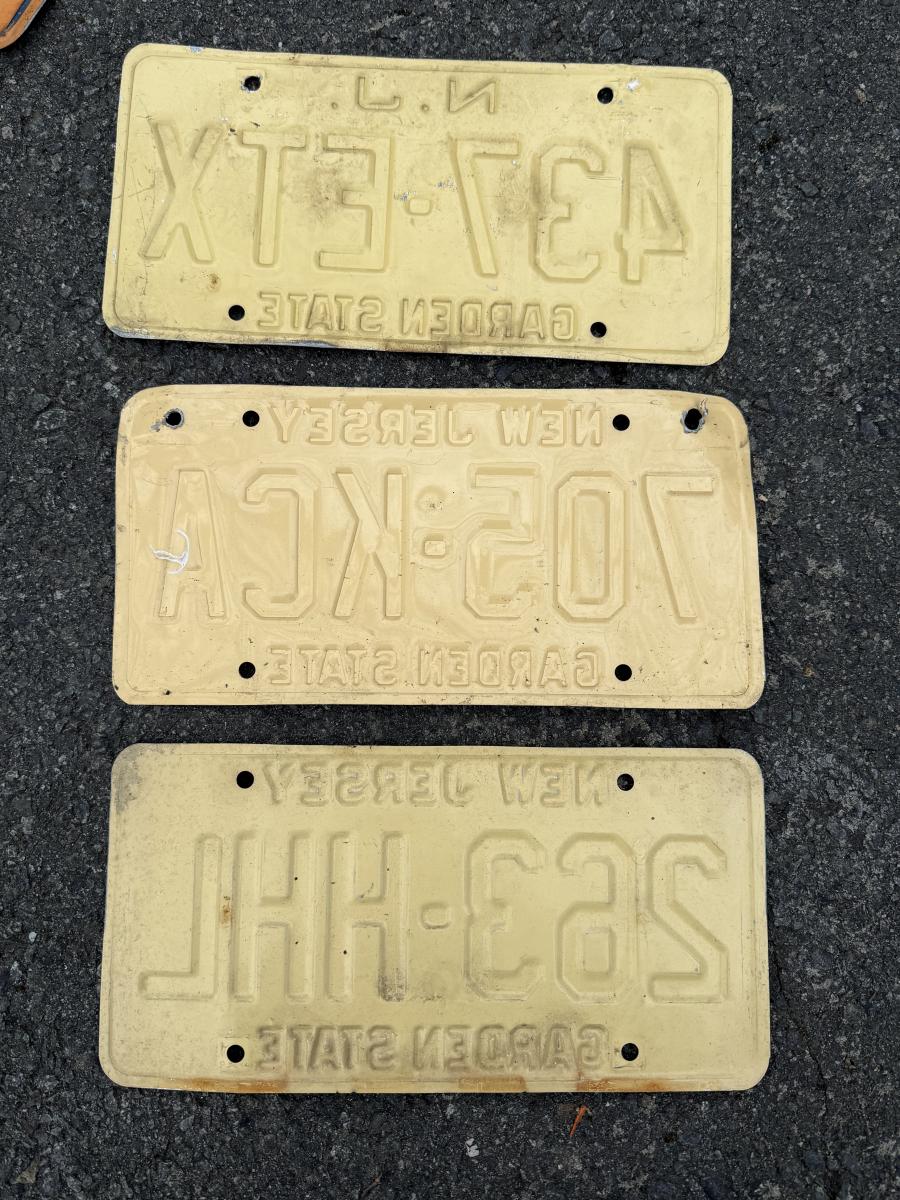 N.J.
437·ETX
GARDEN STATE
NEW JERSEY
705:KCA
GARDEN STATE
NEW JERSEY
263·HHL
GARDEN STATE